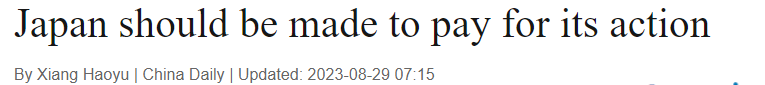 Japan should be made to pay for its action
By Xiang Haoyu | China Daily | Updated: 2023-08-29 07:15